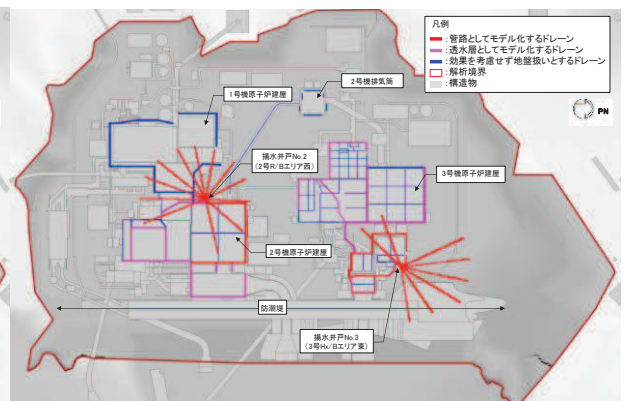 凡例
:管路としてモデル化するドレーン
:透水層としてモデル化するドレーン
:効果を考慮せず地盤扱いとするドレーン
:解析境界
:構造物
PN
2号機排気筒
1号機原子炉建屋
揚水井戸No.2
(2号R/Bエリア西)
3号機原子炉建屋
2号機原子炉建屋
防潮堤
揚水井戸No.3
(3号Hx/Bエリア東)